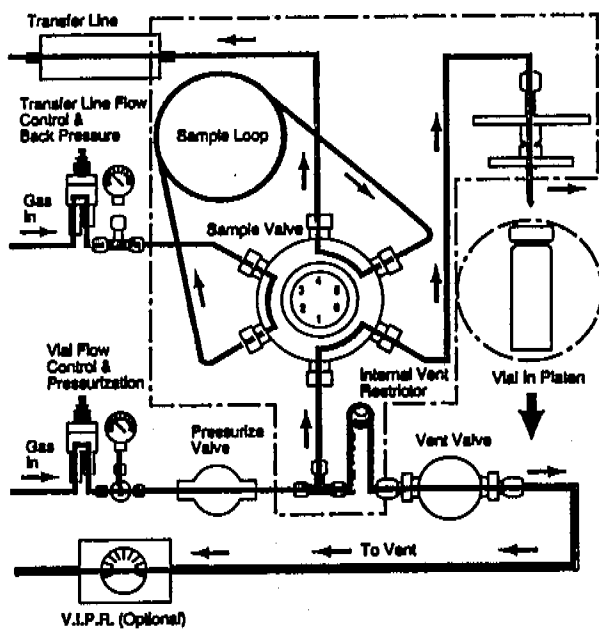 Transfer Line
Transfer Line Flow
Control &
Back Pressure
Sample Loop
Gas
In
Sample Valve
4
3
5
2
6
1
Vial Flow
Control &
Pressurization
Internal Vent
Restrictor
Vial In Platen
Gas
In
Pressurize
Valve
Vent Valve
To Vent
V.I.P.R. (Optional)